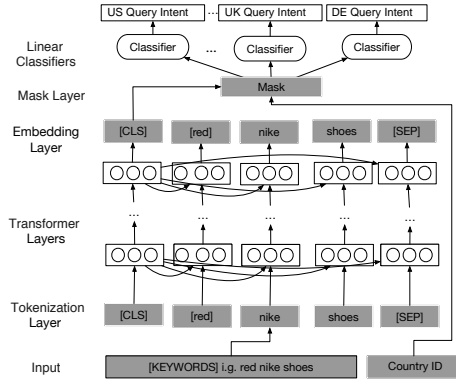 US Query Intent ... UK Query Intent DE Query Intent
Linear Classifiers
Classifier ... Classifier Classifier
Mask Layer
Mask
Embedding Layer
[CLS] [red] nike shoes [SEP]
... ... ... ... ...
Transformer Layers
Tokenization Layer
[CLS] [red] nike shoes [SEP]
Input
[KEYWORDS] i.g. red nike shoes
Country ID